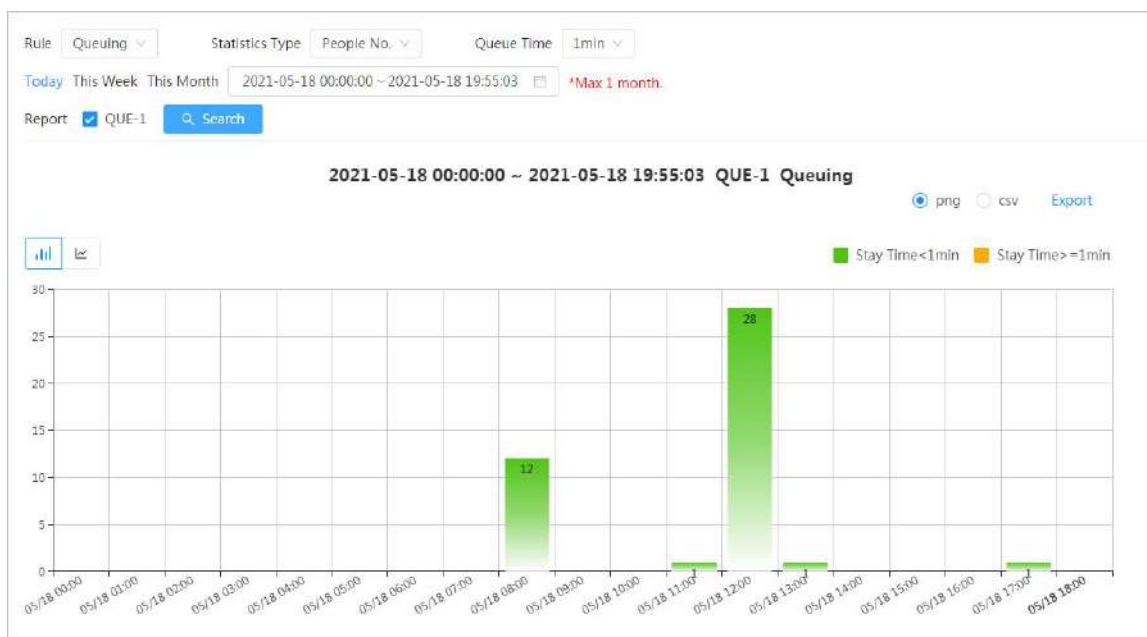 Rule Queuing Statistics Type People No. Queue Time 1min
Today This Week This Month 2021-05-18 00:00:00 ~ 2021-05-18 19:55:03 *Max 1 month.
Report QUE-1 Search
2021-05-18 00:00:00 ~ 2021-05-18 19:55:03 QUE-1 Queuing
png csv Export
Stay Time<1min Stay Time>=1min
30
25
20
15
10
5
0
28
12
1
1
1
05/18 00:00 05/18 01:00 05/18 02:00 05/18 03:00 05/18 04:00 05/18 05:00 05/18 06:00 05/18 07:00 05/18 08:00 05/18 09:00 05/18 10:00 05/18 11:00 05/18 12:00 05/18 13:00 05/18 14:00 05/18 15:00 05/18 16:00 05/18 17:00 05/18 18:00